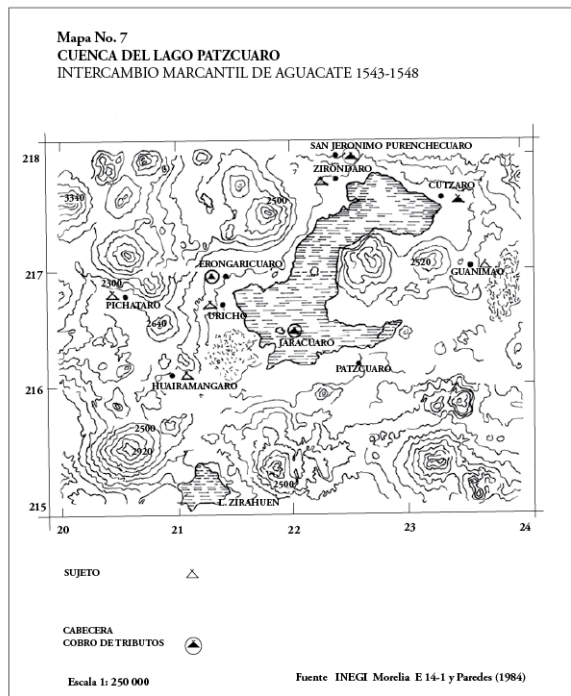 Mapa No. 7
CUENCA DEL LAGO PATZCUARO
INTERCAMBIO MARCANTIL DE AGUACATE 1543-1548
SAN JERONIMO PURENCHECUARO
218
ZIRONDARO
CUTZARO
3340
2500
217
ERONGARICUARO
2520
GUANIMAO
2300
PICHATARO
URICHO
2640
JARACUARO
PATZCUARO
HUAIRAMANGARO
216
2500
2920
2500
215
L. ZIRAHUEN
20 21 22 23 24
SUJETO
CABECERA
COBRO DE TRIBUTOS
Escala 1: 250 000
Fuente INEGI Morelia E 14-1 y Paredes (1984)